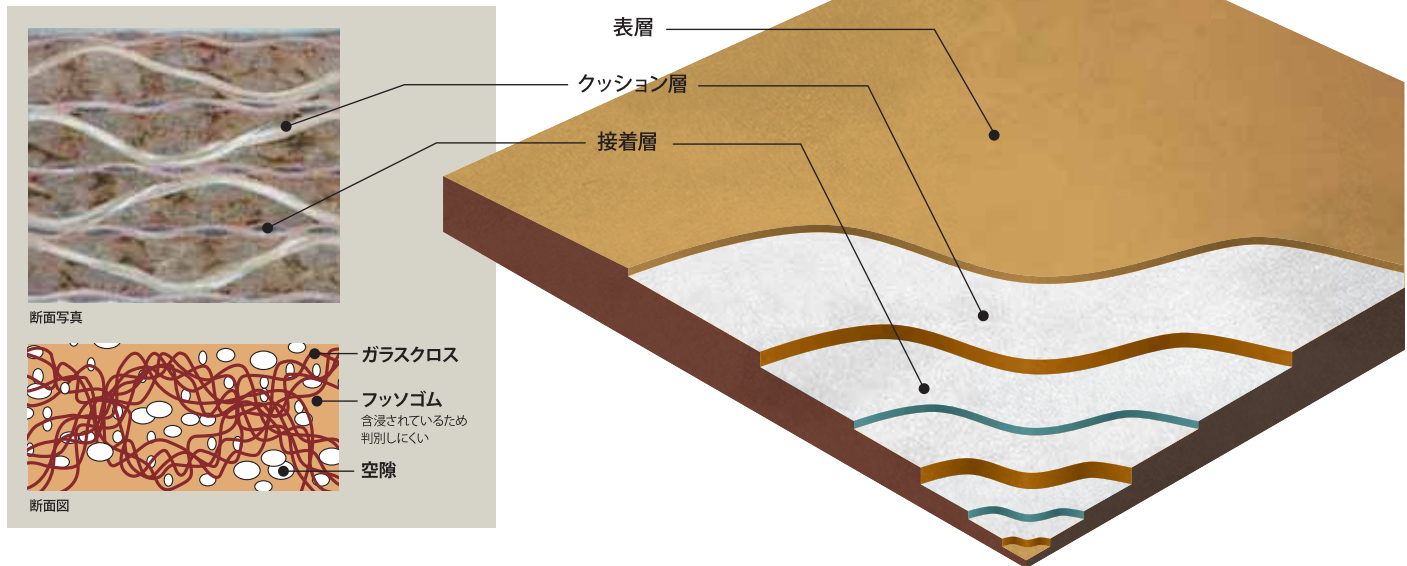 表層
クッション層
接着層
断面写真
ガラスクロス
フッソゴム
含浸されているため
判別しにくい
空隙
断面図